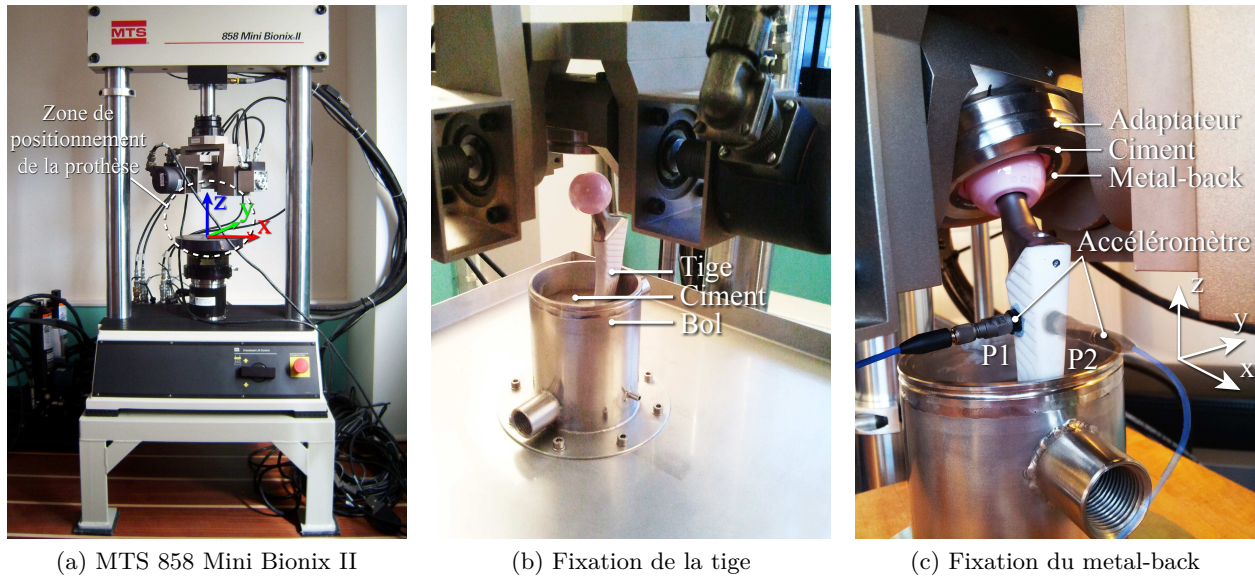 MTS
858 Mini Bionix II
Zone de
positionnement
de la prothèse
z
y
x
(a) MTS 858 Mini Bionix II
Tige
Ciment
Bol
(b) Fixation de la tige
Adaptateur
Ciment
Metal-back
Accéléromètre
z
y
x
P1
P2
(c) Fixation du metal-back